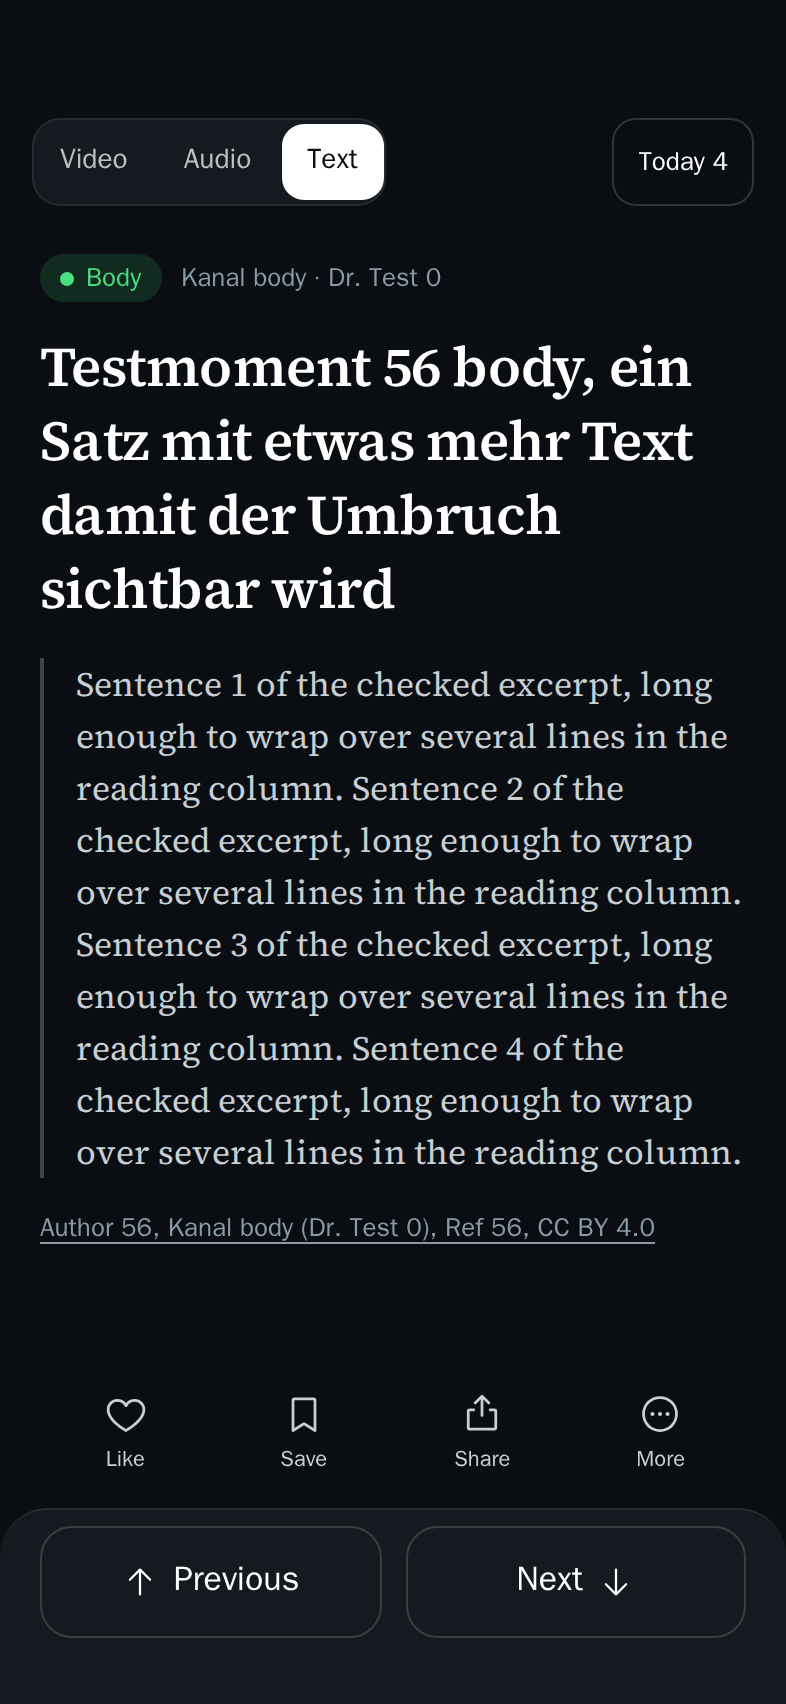 Video Audio Text
Today 4
Body Kanal body · Dr. Test 0
Testmoment 56 body, ein
Satz mit etwas mehr Text
damit der Umbruch
sichtbar wird
Sentence 1 of the checked excerpt, long
enough to wrap over several lines in the
reading column. Sentence 2 of the
checked excerpt, long enough to wrap
over several lines in the reading column.
Sentence 3 of the checked excerpt, long
enough to wrap over several lines in the
reading column. Sentence 4 of the
checked excerpt, long enough to wrap
over several lines in the reading column.
Author 56, Kanal body (Dr. Test 0), Ref 56, CC BY 4.0
Like Save Share More
Previous Next